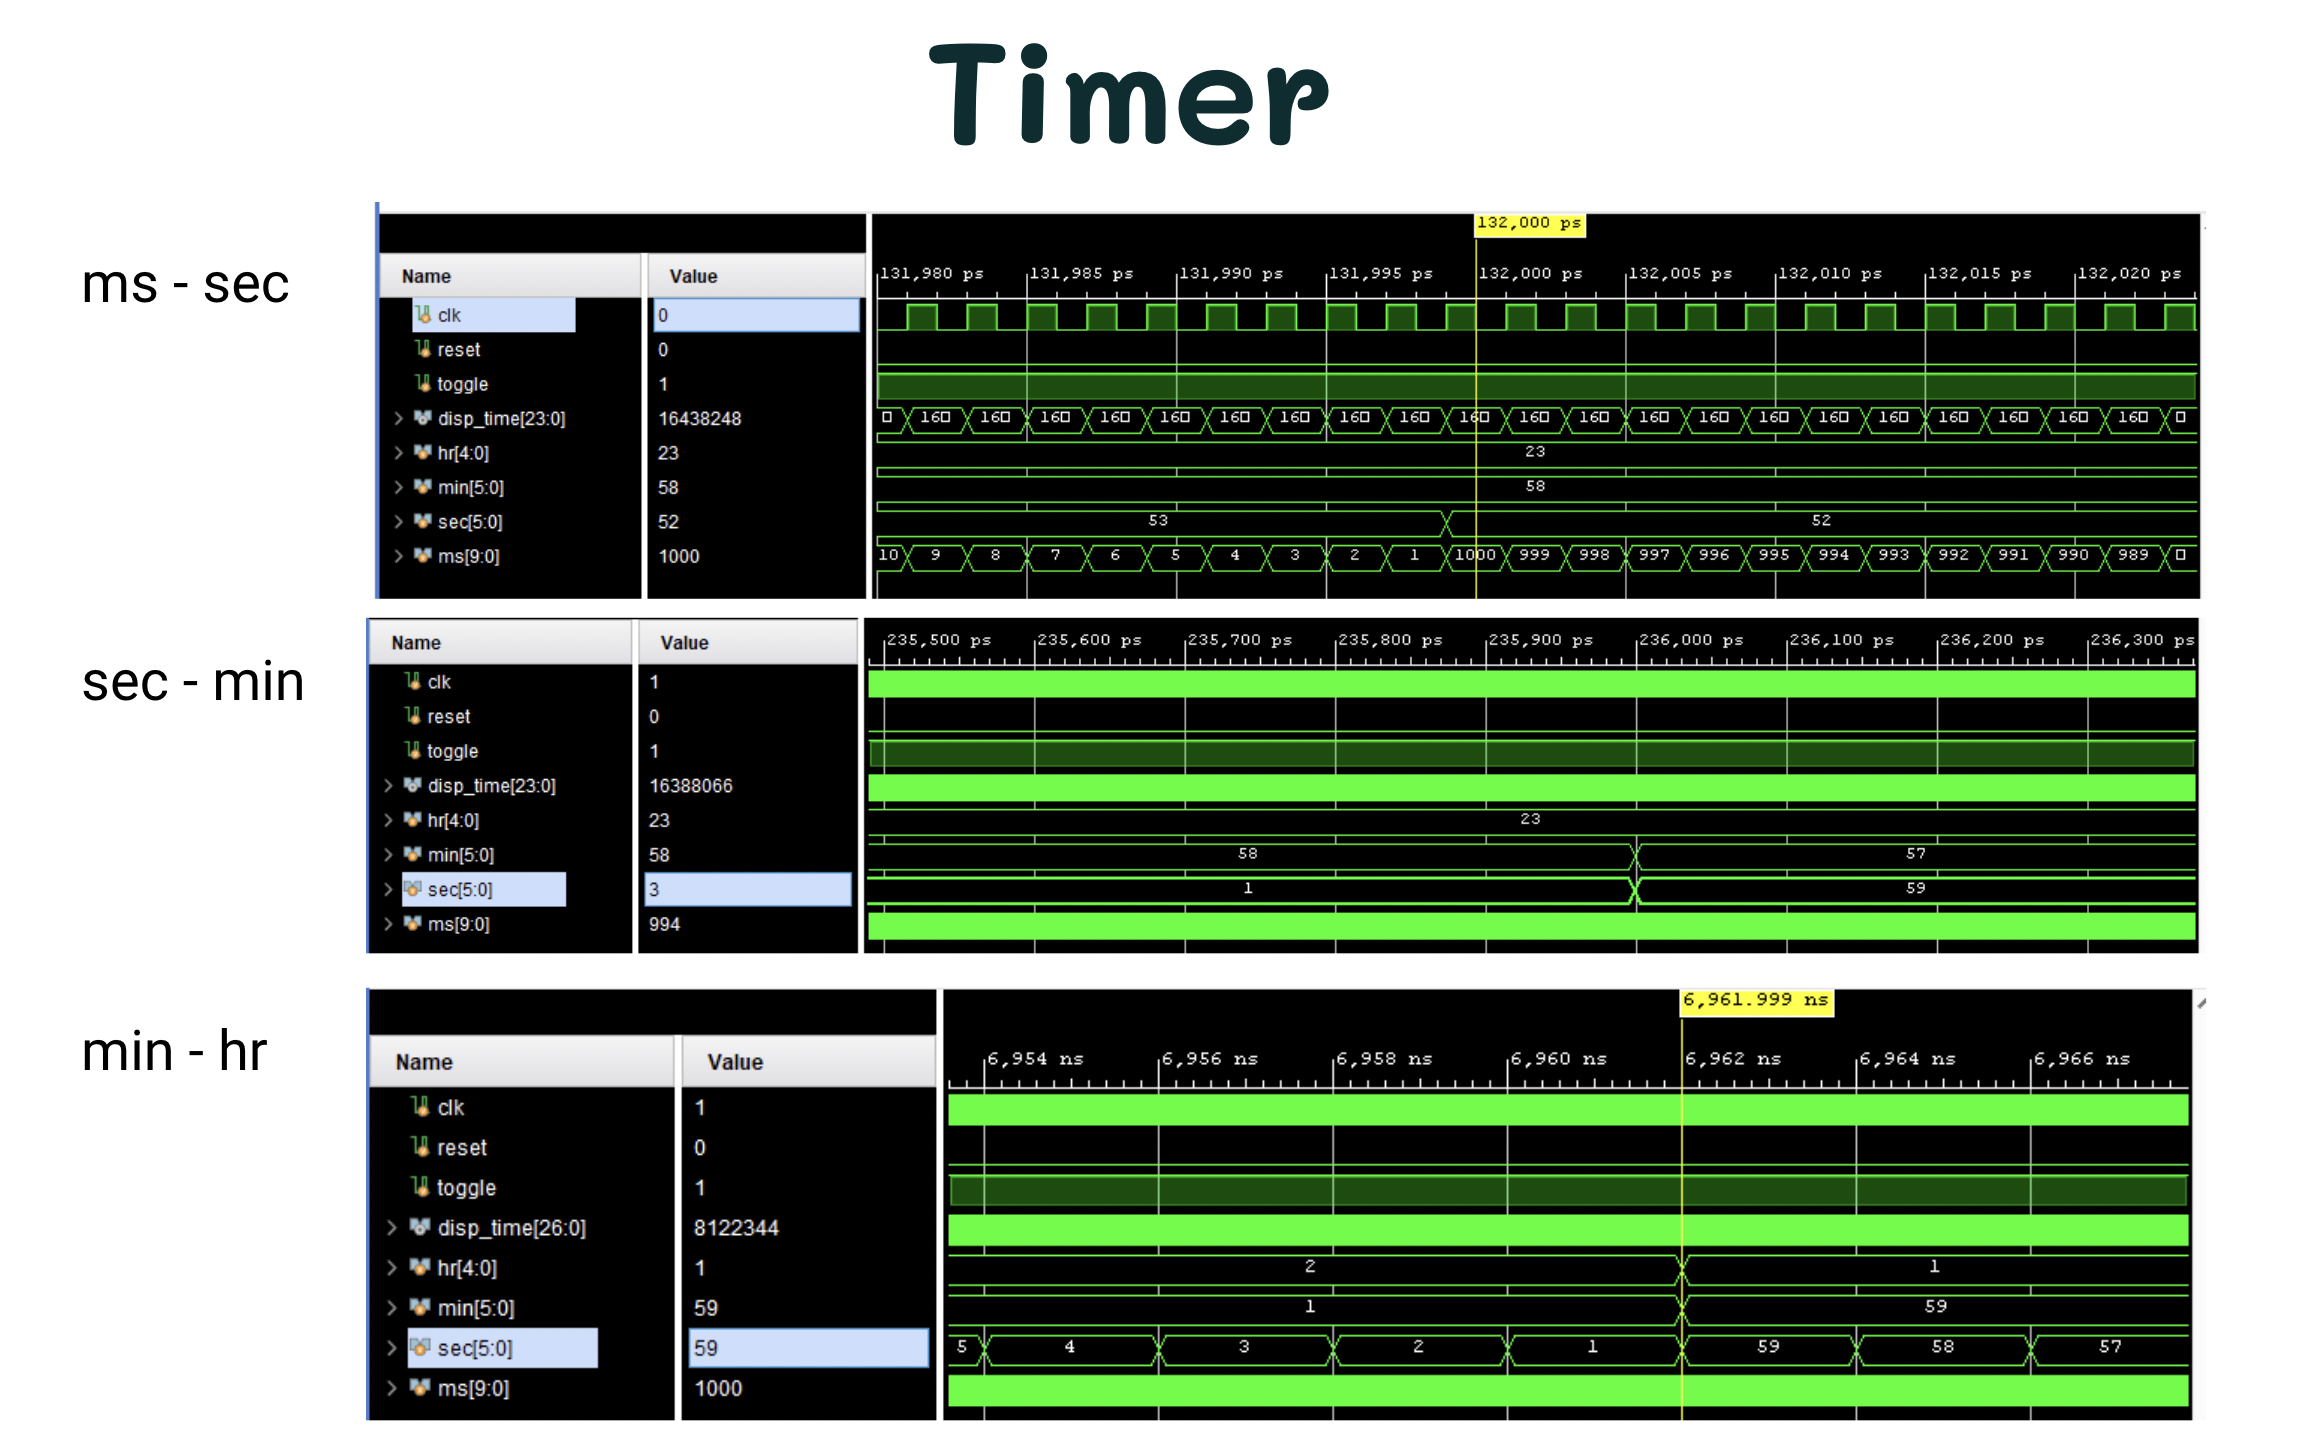 Timer
ms - sec
132,000 ps
Name Value 131,980 ps 131,985 ps 131,990 ps 131,995 ps 132,000 ps 132,005 ps 132,010 ps 132,015 ps 132,020 ps
clk 0
reset 0
toggle 1
disp_time[23:0] 16438248 160 160 160 160 160 160 160 160 160 160 160 160 160 160 160 160 160 160 160 160 160
hr[4:0] 23 23
min[5:0] 58 58
sec[5:0] 52 53 52
ms[9:0] 1000 10 9 8 7 6 5 4 3 2 1 1000 999 998 997 996 995 994 993 992 991 990 989
sec - min
Name Value 235,500 ps 235,600 ps 235,700 ps 235,800 ps 235,900 ps 236,000 ps 236,100 ps 236,200 ps 236,300 ps
clk 1
reset 0
toggle 1
disp_time[23:0] 16388066
hr[4:0] 23 23
min[5:0] 58 58 57
sec[5:0] 3 1 59
ms[9:0] 994
min - hr
6,961.999 ns
Name Value 6,954 ns 6,956 ns 6,958 ns 6,960 ns 6,962 ns 6,964 ns 6,966 ns
clk 1
reset 0
toggle 1
disp_time[26:0] 8122344
hr[4:0] 1 2 1
min[5:0] 59 1 59
sec[5:0] 59 5 4 3 2 1 59 58 57
ms[9:0] 1000